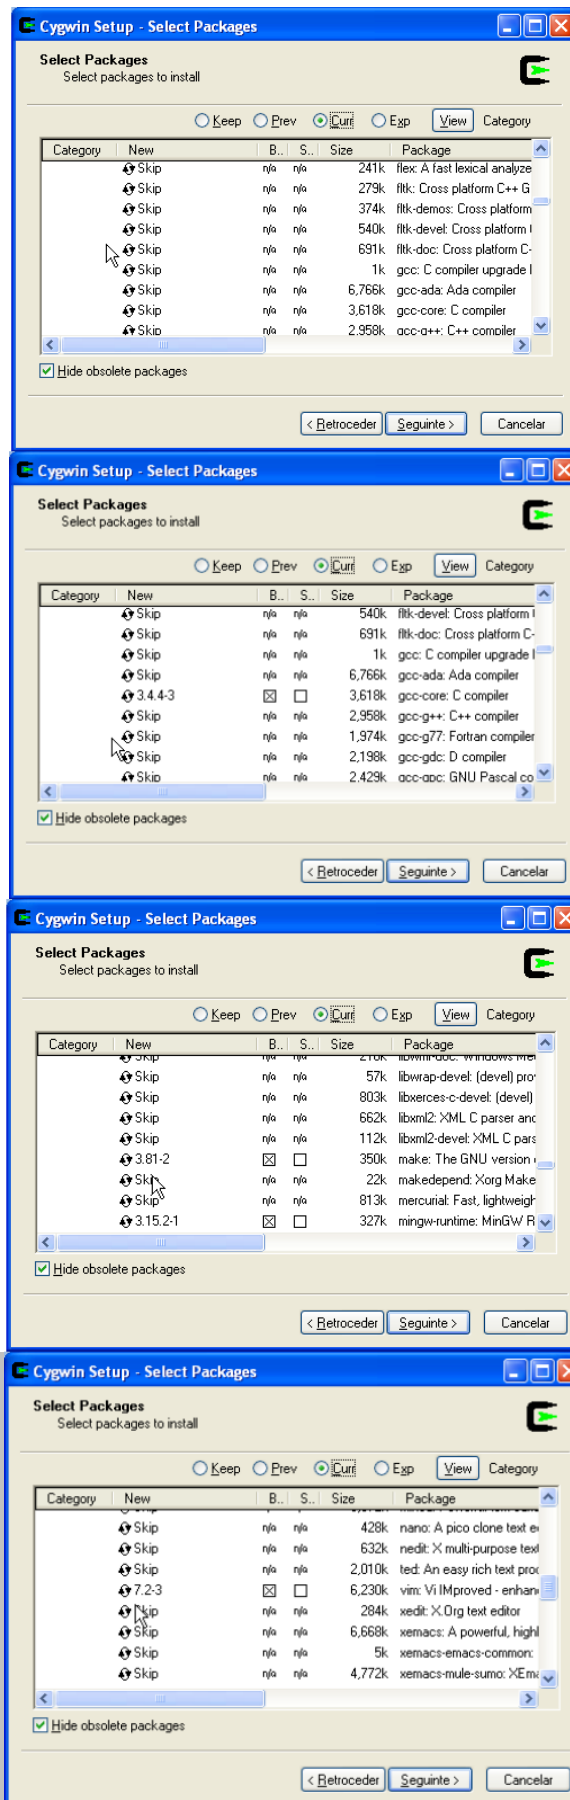 Cygwin Setup - Select Packages
Select Packages
Select packages to install
Keep Prev Curr Exp View Category
Category New B.. S.. Size Package
Skip n/a n/a 241k flex: A fast lexical analyze
Skip n/a n/a 279k fltk: Cross platform C++ G
Skip n/a n/a 374k fltk-demos: Cross platform
Skip n/a n/a 540k fltk-devel: Cross platform
Skip n/a n/a 691k fltk-doc: Cross platform C-
Skip n/a n/a 1k gcc: C compiler upgrade
Skip n/a n/a 6,766k gcc-ada: Ada compiler
Skip n/a n/a 3,618k gcc-core: C compiler
Skip n/a n/a 2,958k gcc-g++: C++ compiler
Hide obsolete packages
< Retroceder Seguinte > Cancelar
Cygwin Setup - Select Packages
Select Packages
Select packages to install
Keep Prev Curr Exp View Category
Category New B.. S.. Size Package
Skip n/a n/a 540k fltk-devel: Cross platform
Skip n/a n/a 691k fltk-doc: Cross platform C-
Skip n/a n/a 1k gcc: C compiler upgrade
Skip n/a n/a 6,766k gcc-ada: Ada compiler
3.4.4-3 3,618k gcc-core: C compiler
Skip n/a n/a 2,958k gcc-g++: C++ compiler
Skip n/a n/a 1,974k gcc-g77: Fortran compiler
Skip n/a n/a 2,198k gcc-gdc: D compiler
Skip n/a n/a 2,429k gcc-gpc: GNU Pascal co
Hide obsolete packages
< Retroceder Seguinte > Cancelar
Cygwin Setup - Select Packages
Select Packages
Select packages to install
Keep Prev Curr Exp View Category
Category New B.. S.. Size Package
Skip n/a n/a 210k libwmf-doc: Windows Met
Skip n/a n/a 57k libwrap-devel: (devel) pro
Skip n/a n/a 803k libxerces-c-devel: (devel)
Skip n/a n/a 662k libxml2: XML C parser and
Skip n/a n/a 112k libxml2-devel: XML C pars
3.81-2 350k make: The GNU version
Skip n/a n/a 22k makedepend: Xorg Make
Skip n/a n/a 813k mercurial: Fast, lightweigh
3.15.2-1 327k mingw-runtime: MinGW R
Hide obsolete packages
< Retroceder Seguinte > Cancelar
Cygwin Setup - Select Packages
Select Packages
Select packages to install
Keep Prev Curr Exp View Category
Category New B.. S.. Size Package
Skip n/a n/a 428k nano: A pico clone text e
Skip n/a n/a 632k nedit: X multi-purpose text
Skip n/a n/a 2,010k ted: An easy rich text proc
7.2-3 6,230k vim: Vi IMproved - enhan
Skip n/a n/a 284k xedit: X.Org text editor
Skip n/a n/a 6,668k xemacs: A powerful, highl
Skip n/a n/a 5k xemacs-emacs-common:
Skip n/a n/a 4,772k xemacs-mule-sumo: XEma
Hide obsolete packages
< Retroceder Seguinte > Cancelar